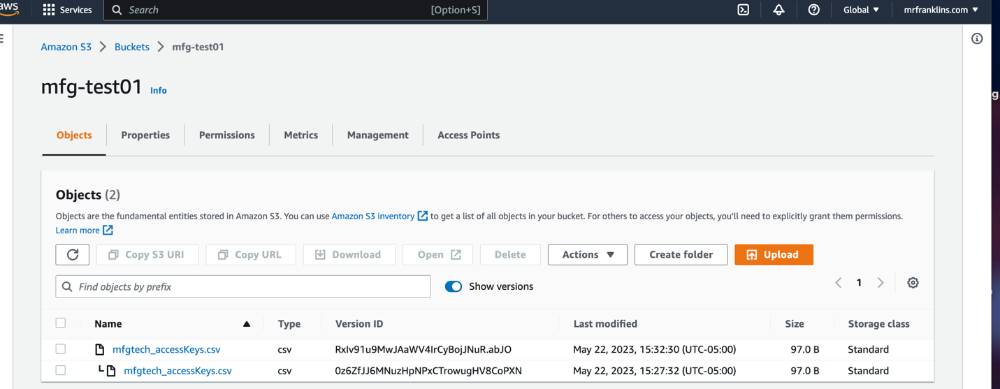 aws Services Search [Option+S] Global mrfranklins.com
Amazon S3 Buckets mfg-test01
mfg-test01 Info
Objects Properties Permissions Metrics Management Access Points
Objects (2)
Objects are the fundamental entities stored in Amazon S3. You can use Amazon S3 inventory to get a list of all objects in your bucket. For others to access your objects, you'll need to explicitly grant them permissions.
Learn more
Copy S3 URI Copy URL Download Open Delete Actions Create folder Upload
Find objects by prefix Show versions 1
Name Type Version ID Last modified Size Storage class
mfgtech_accessKeys.csv csv RxIv91u9MwJAaWV4IrCyBojJNuR.abJO May 22, 2023, 15:32:30 (UTC-05:00) 97.0 B Standard
mfgtech_accessKeys.csv csv 0z6ZfJJ6MNuzHpNPxCTrowugHV8CoPXN May 22, 2023, 15:27:32 (UTC-05:00) 97.0 B Standard